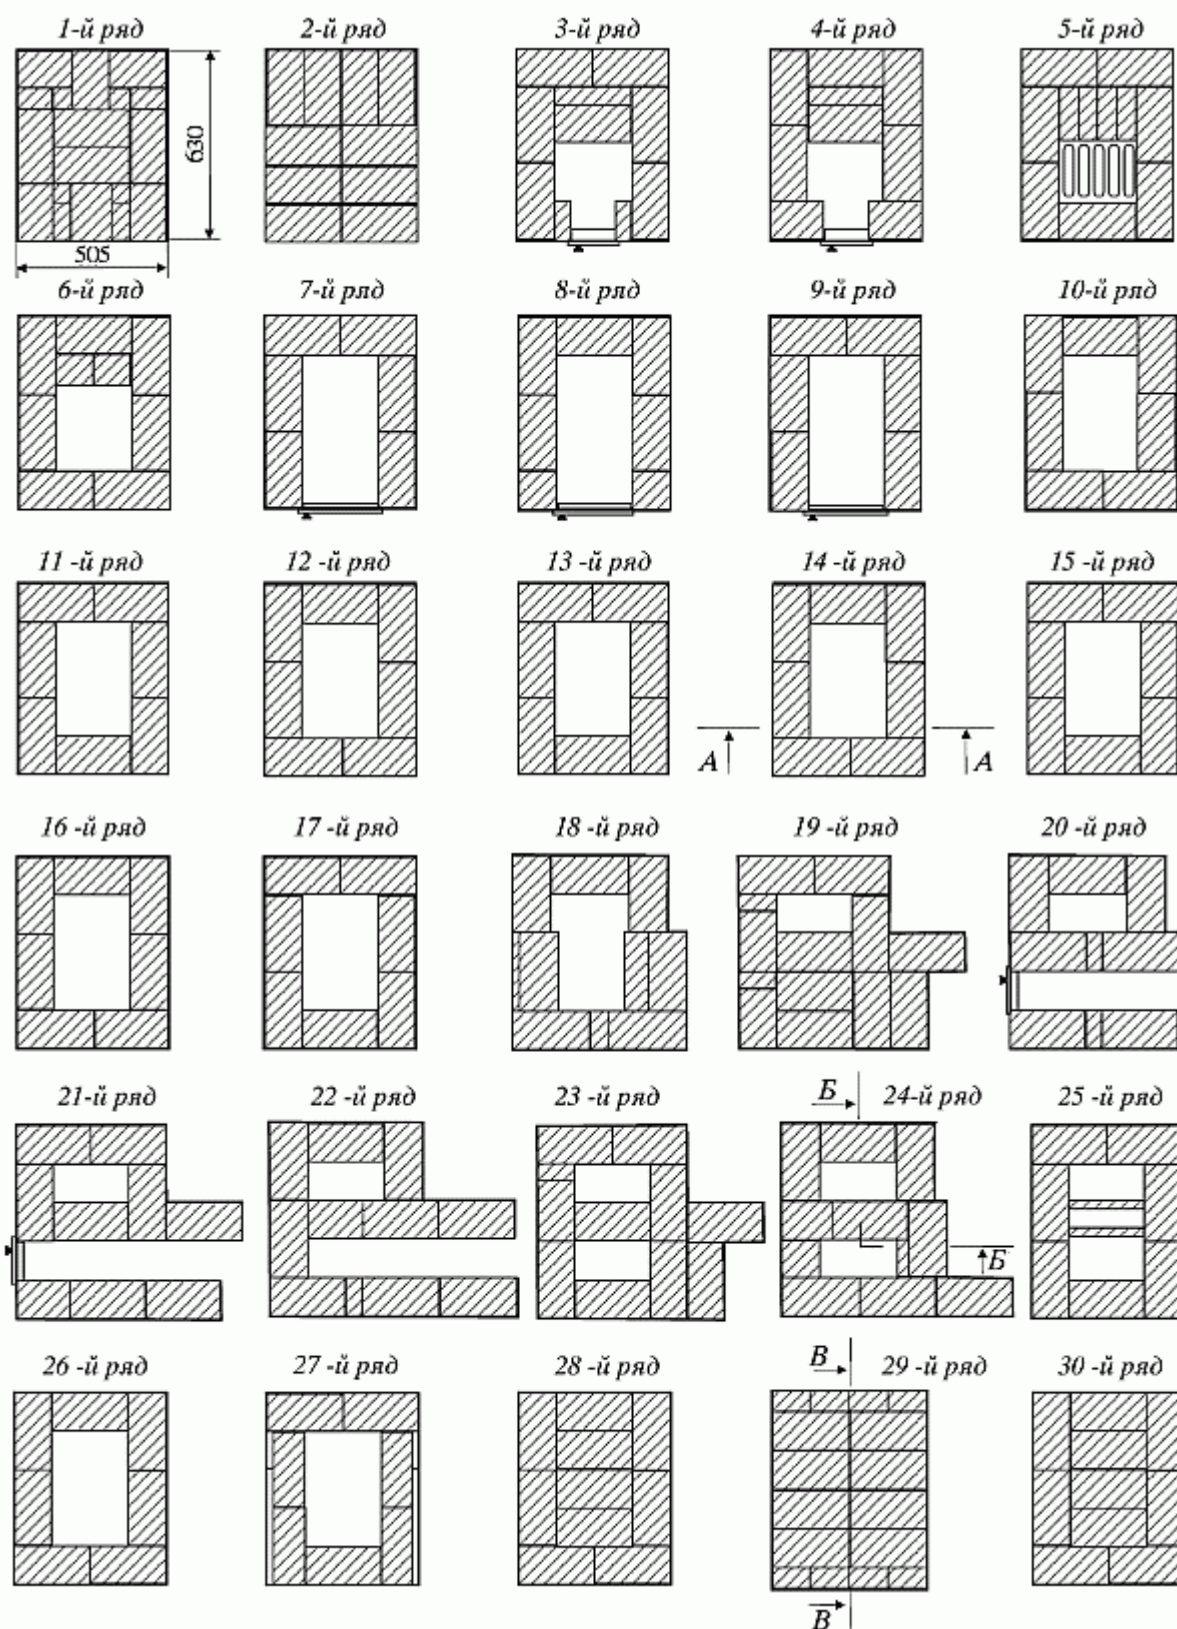 1-й ряд 2-й ряд 3-й ряд 4-й ряд 5-й ряд
630
505
6-й ряд 7-й ряд 8-й ряд 9-й ряд 10-й ряд
11 -й ряд 12 -й ряд 13 -й ряд 14 -й ряд 15 -й ряд
А А
16 -й ряд 17 -й ряд 18 -й ряд 19 -й ряд 20 -й ряд
21-й ряд 22 -й ряд 23 -й ряд Б 24-й ряд 25 -й ряд
Б
26 -й ряд 27 -й ряд 28 -й ряд В 29 -й ряд 30 -й ряд
В